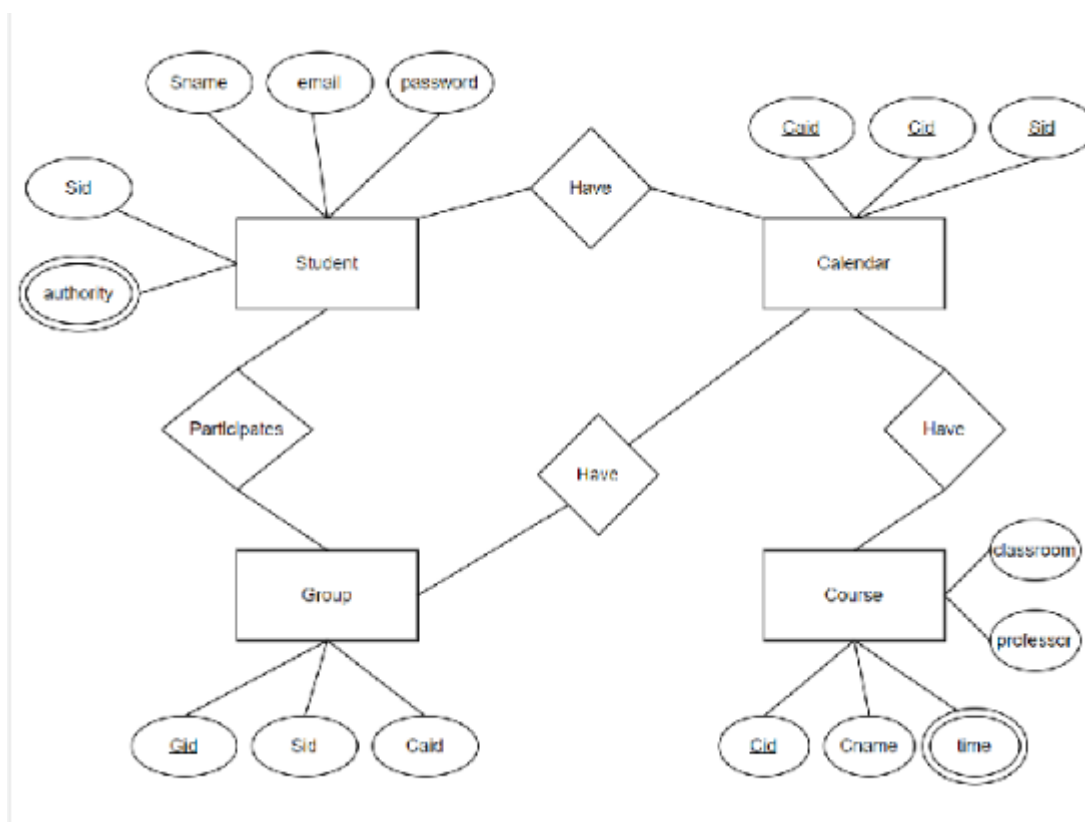 Sname
email
password
Caid
Cid
Sid
Sid
Have
Student
Calendar
authority
Participates
Have
Have
classroom
Group
Course
professor
Gid
Sid
Caid
Cid
Cname
time